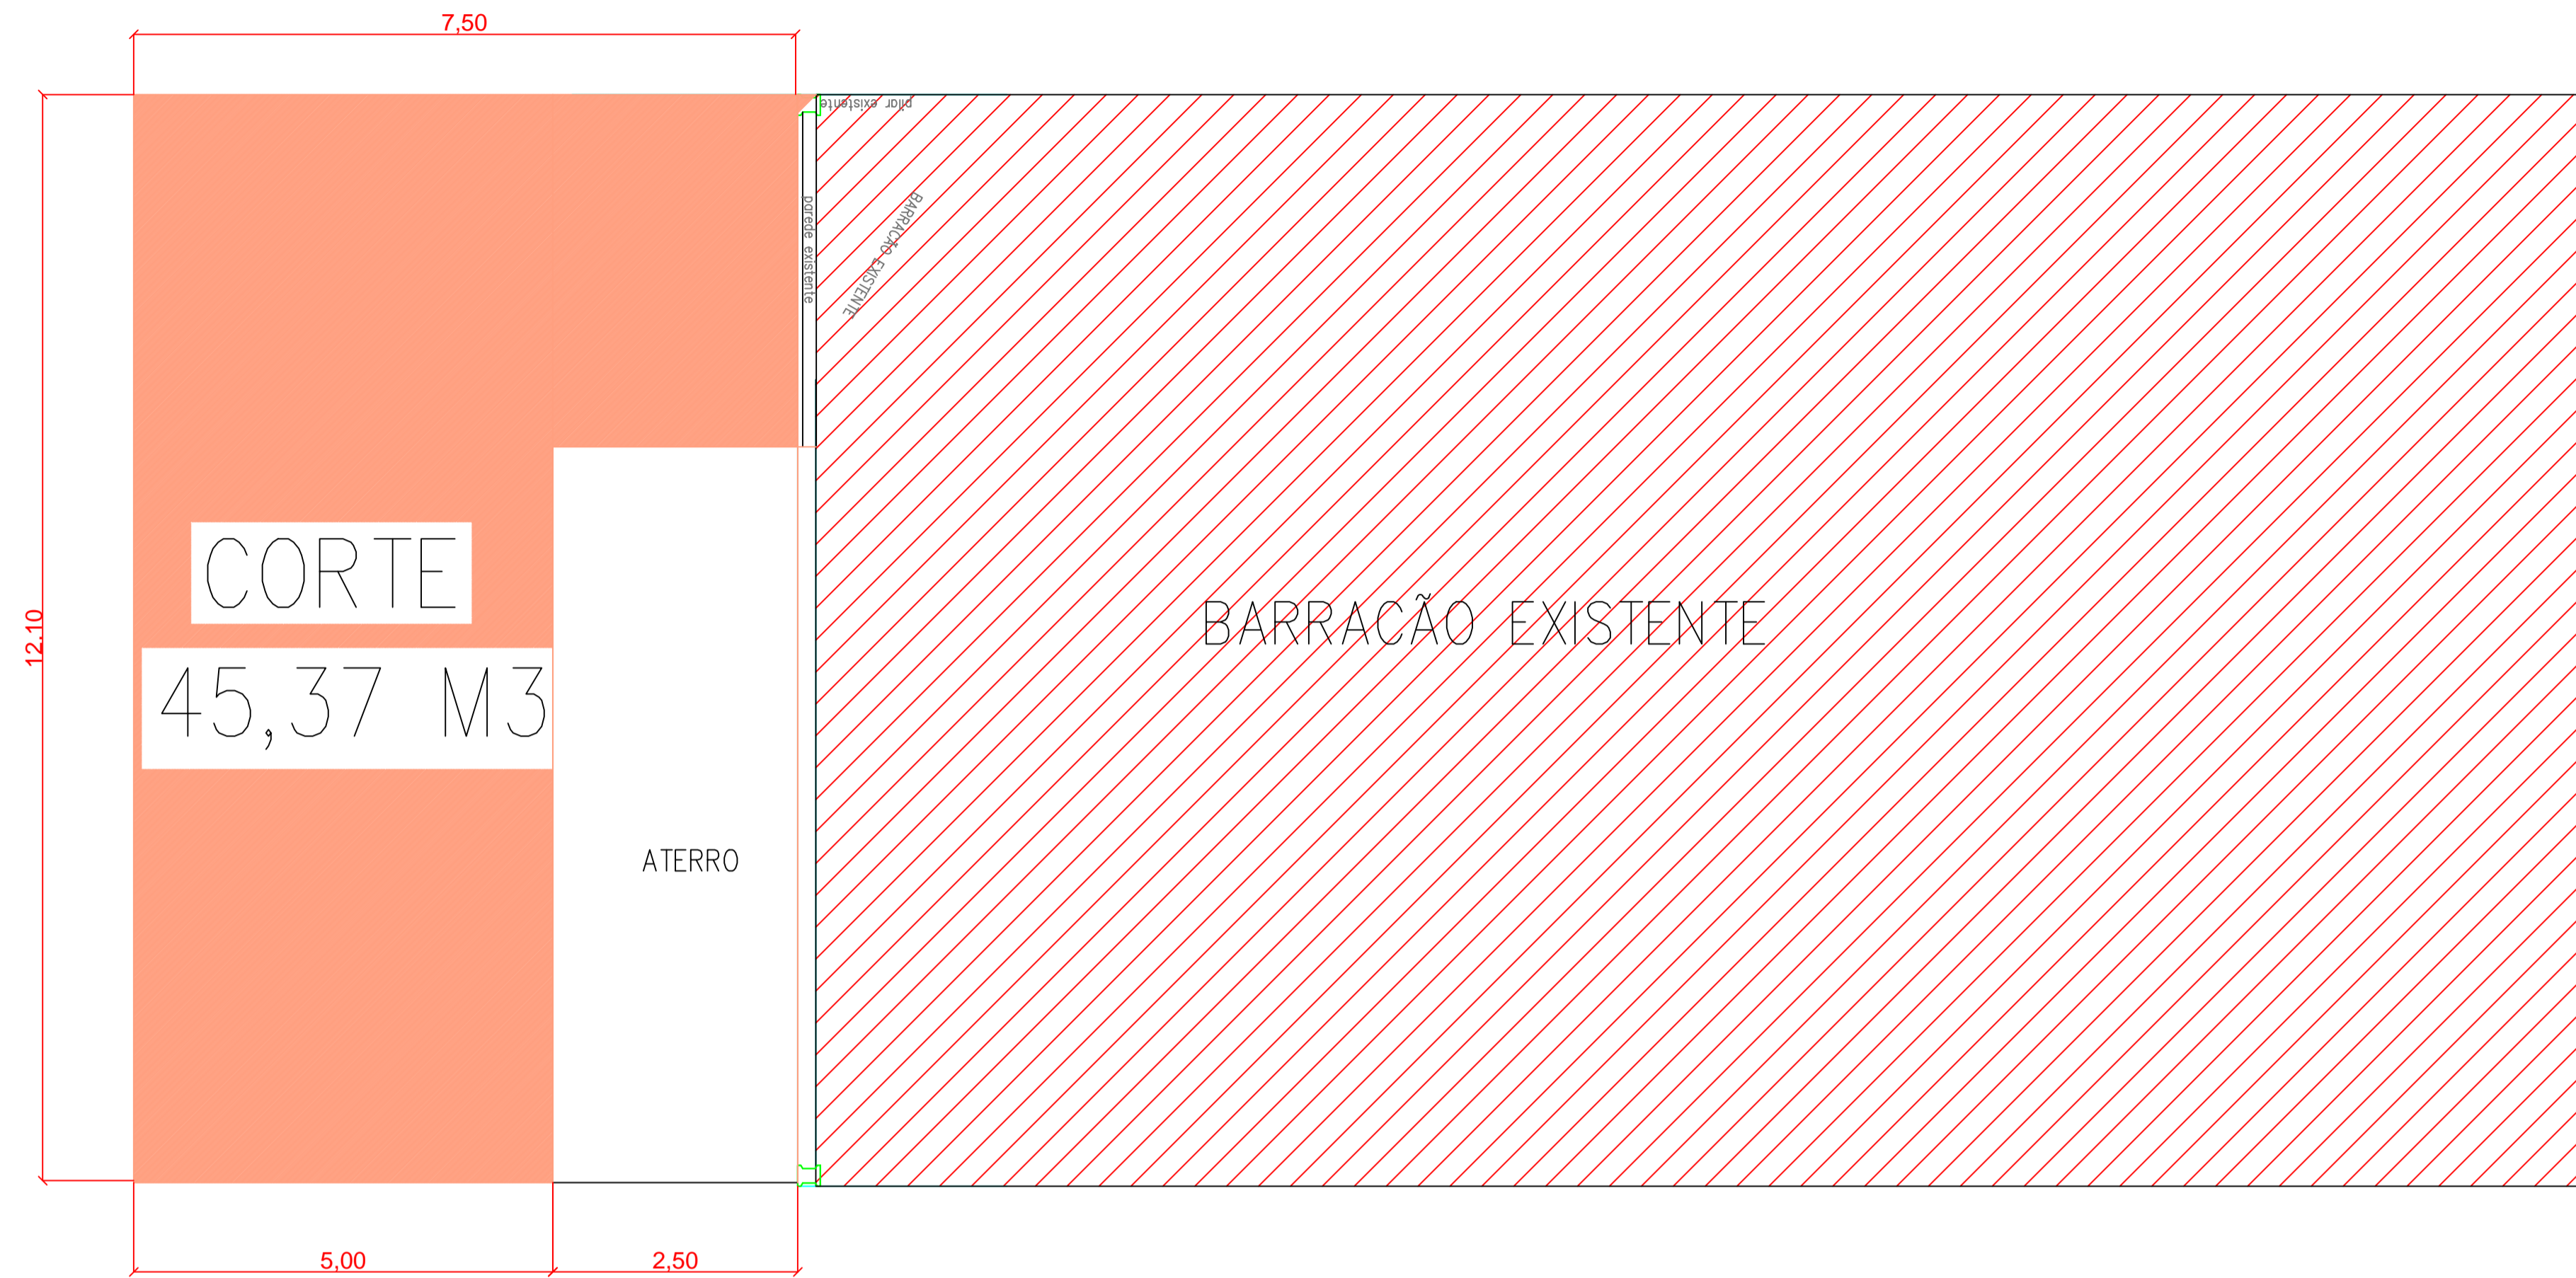 7,50
pilar existente
parede existente
BARRACÃO EXISTENTE
CORTE
45,37 M3
12,10
BARRACÃO EXISTENTE
ATERRO
5,00
2,50